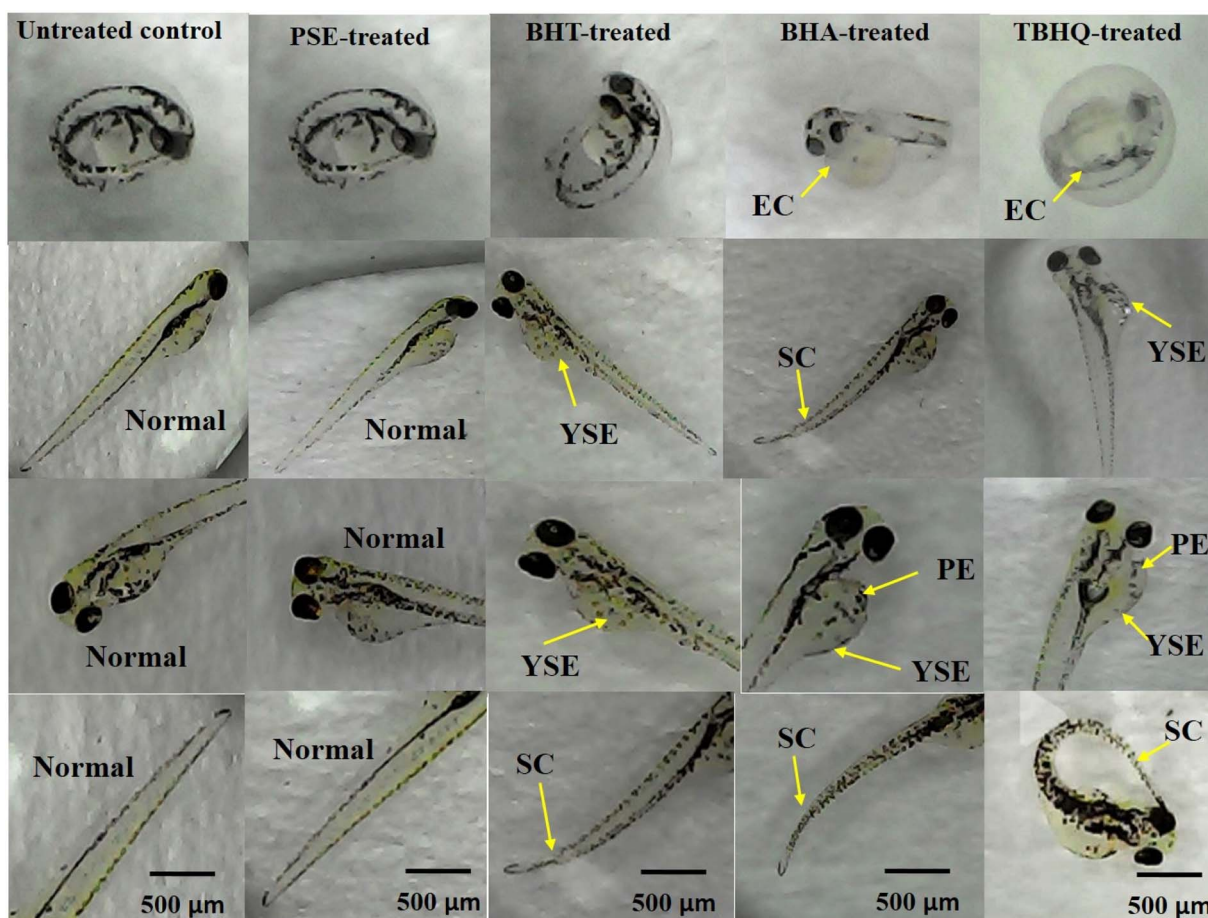 Untreated control
PSE-treated
BHT-treated
BHA-treated
TBHQ-treated
EC
EC
Normal
Normal
YSE
SC
YSE
Normal
Normal
YSE
PE
YSE
PE
YSE
Normal
Normal
SC
SC
SC
500 µm
500 µm
500 µm
500 µm
500 µm